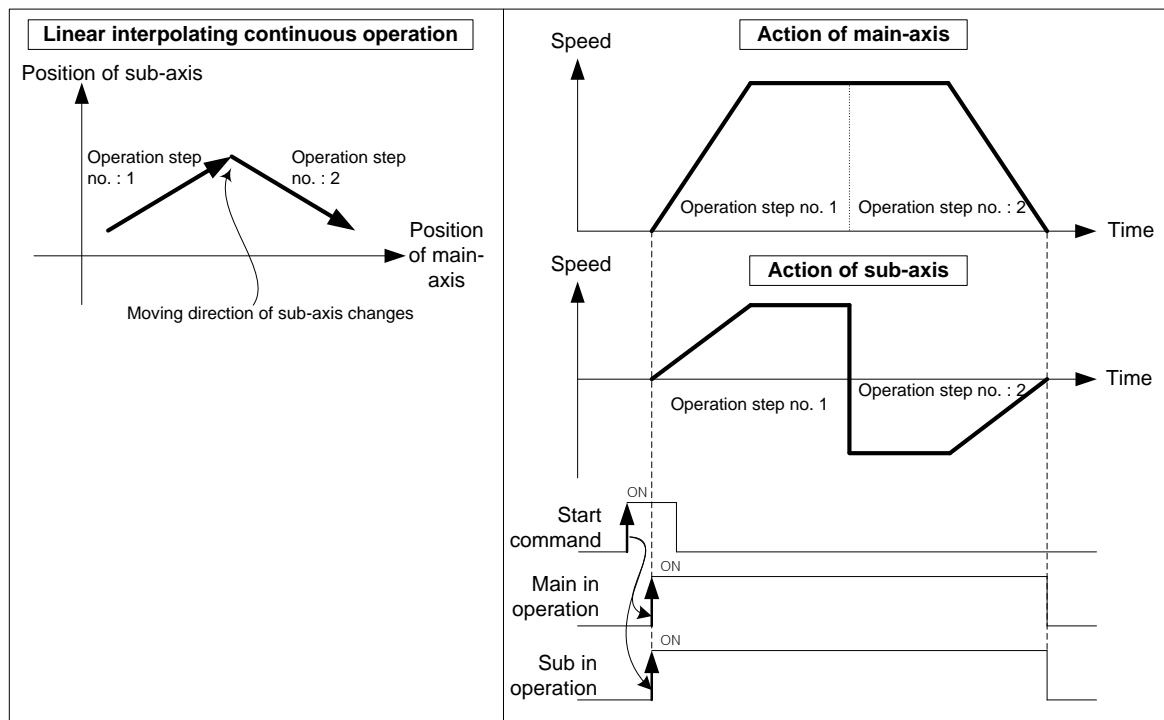 Linear interpolating continuous operation
Position of sub-axis
Operation step
no. : 1
Operation step
no. : 2
Position
of main-
axis
Moving direction of sub-axis changes
Action of main-axis
Speed
Operation step no. 1
Operation step no. : 2
Time
Action of sub-axis
Speed
Time
Operation step no. 1
Operation step no. : 2
ON
Start
command
ON
Main in
operation
ON
Sub in
operation